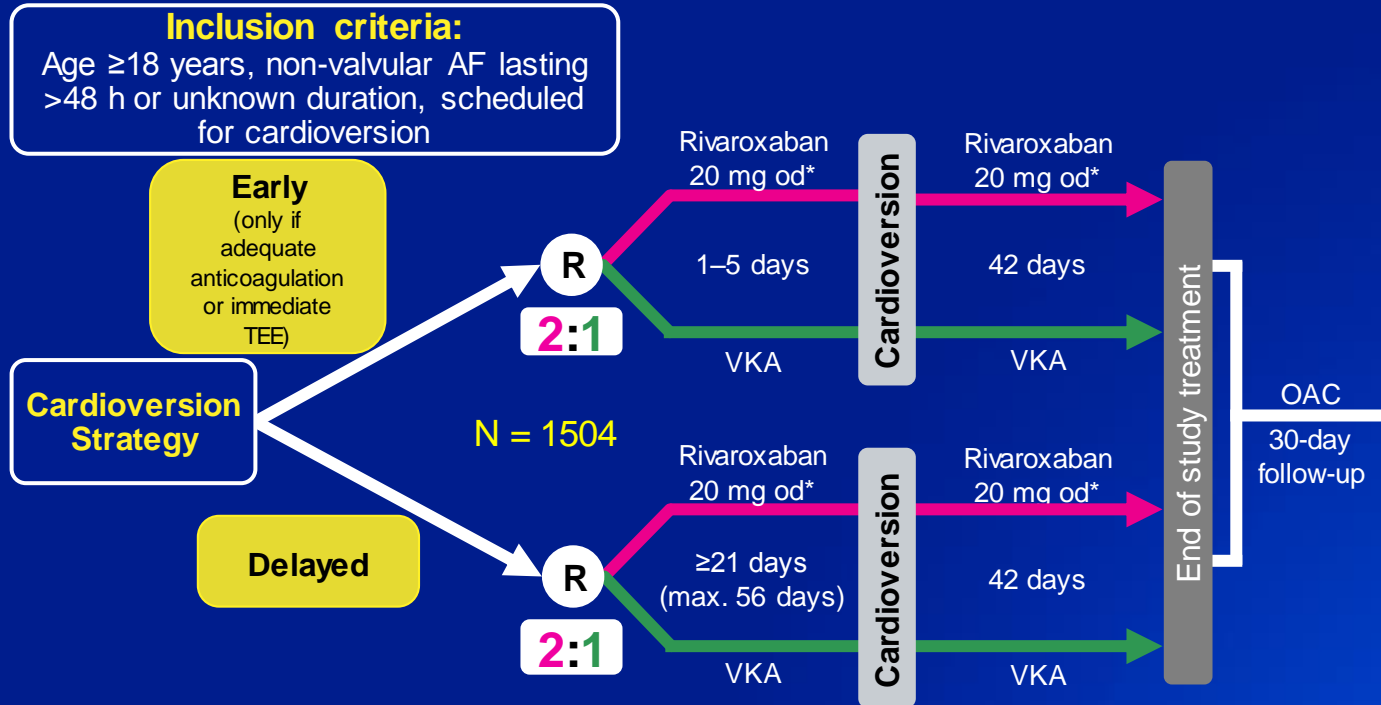 Inclusion criteria:
Age ≥18 years, non-valvular AF lasting
>48 h or unknown duration, scheduled
for cardioversion
Early
(only if
adequate
anticoagulation
or immediate
TEE)
Cardioversion
Strategy
Delayed
R
2:1
N = 1504
R
2:1
Rivaroxaban
20 mg od*
1–5 days
VKA
Cardioversion
Rivaroxaban
20 mg od*
42 days
VKA
Rivaroxaban
20 mg od*
≥21 days
(max. 56 days)
VKA
Cardioversion
Rivaroxaban
20 mg od*
42 days
VKA
End of study treatment
OAC
30-day
follow-up